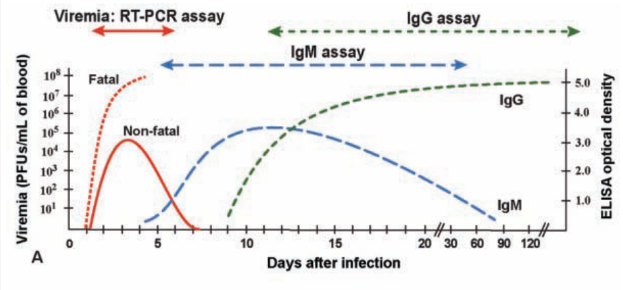 Viremia: RT-PCR assay
IgG assay
IgM assay
Viremia (PFUs/mL of blood)
10⁸
10⁷
10⁶
10⁵
10⁴
10³
10²
10¹
Fatal
Non-fatal
IgG
IgM
5.0
4.0
3.0
2.0
1.0
ELISA optical density
0 5 10 15 20 30 60 90 120
Days after infection
A